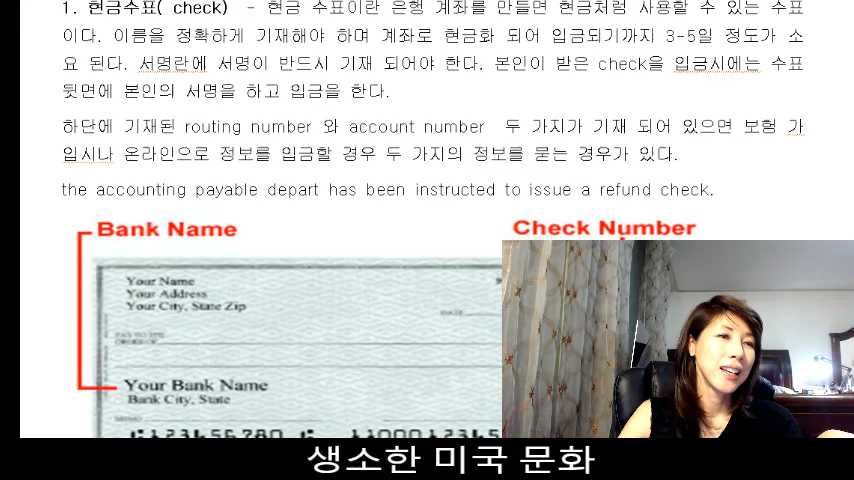 1. 현금수표( check) - 현금 수표이란 은행 계좌를 만들면 현금처럼 사용할 수 있는 수표
이다. 이름을 정확하게 기재해야 하며 계좌로 현금화 되어 입금되기까지 3-5일 정도가 소
요 된다. 서명란에 서명이 반드시 기재 되어야 한다. 본인이 받은 check을 입금시에는 수표
뒷면에 본인의 서명을 하고 입금을 한다.
하단에 기재된 routing number 와 account number 두 가지가 기재 되어 있으면 보험 가
입시나 온라인으로 정보를 입금할 경우 두 가지의 정보를 묻는 경우가 있다.
the accounting payable depart has been instructed to issue a refund check.
Bank Name
Check Number
Your Name
Your Address
Your City, State Zip
DATE
PAY TO THE
ORDER OF
Your Bank Name
Bank City, State
생소한 미국 문화